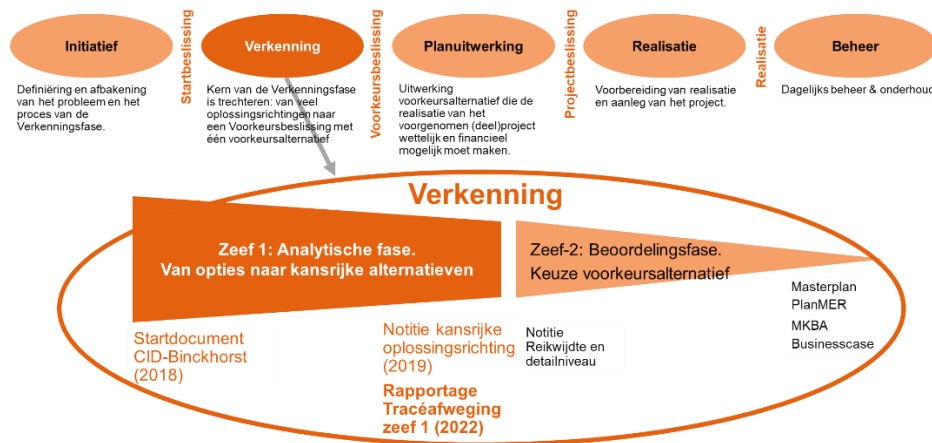 Initiatief
Definiëring en afbakening
van het probleem en het
proces van de
Verkenningsfase.
Startbeslissing
Verkenning
Kern van de Verkenningsfase
is trechteren: van veel
oplossingsrichtingen naar
een Voorkeursbeslissing met
één voorkeursalternatief
Voorkeursbeslissing
Planuitwerking
Uitwerking
voorkeursalternatief die de
realisatie van het
voorgenomen (deel)project
wettelijk en financieel
mogelijk moet maken.
Projectbeslissing
Realisatie
Voorbereiding van realisatie
en aanleg van het project.
Realisatie
Beheer
Dagelijks beheer & onderhoud
Verkenning
Zeef 1: Analytische fase.
Van opties naar kansrijke alternatieven
Zeef-2: Beoordelingsfase.
Keuze voorkeursalternatief
Startdocument
CID-Binckhorst
(2018)
Notitie kansrijke
oplossingsrichting
(2019)
Rapportage
Tracéafweging
zeef 1 (2022)
Notitie
Reikwijdte en
detailniveau
Masterplan
PlanMER
MKBA
Businesscase